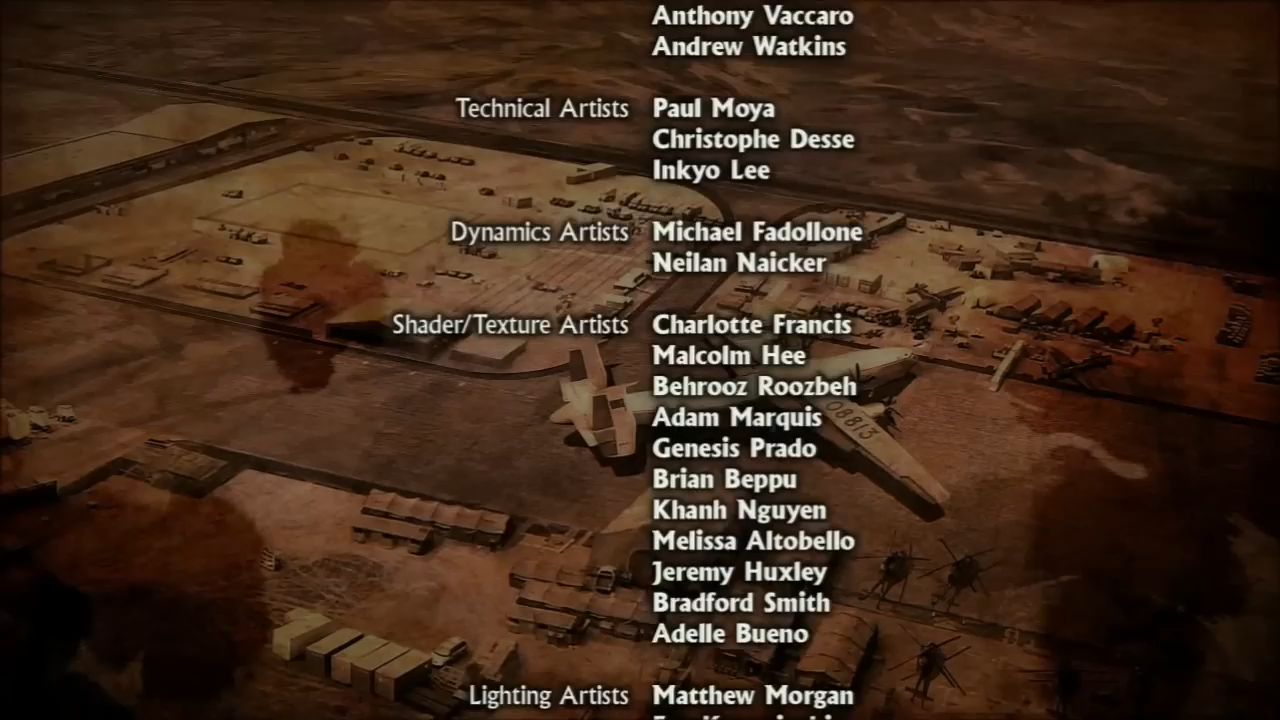 Anthony Vaccaro
Andrew Watkins
Technical Artists Paul Moya
Christophe Desse
Inkyo Lee
Dynamics Artists Michael Fadollone
Neilan Naicker
Shader/Texture Artists Charlotte Francis
Malcolm Hee
Behrooz Roozbeh
Adam Marquis
Genesis Prado
Brian Beppu
Khanh Nguyen
Melissa Altobello
Jeremy Huxley
Bradford Smith
Adelle Bueno
Lighting Artists Matthew Morgan
08813